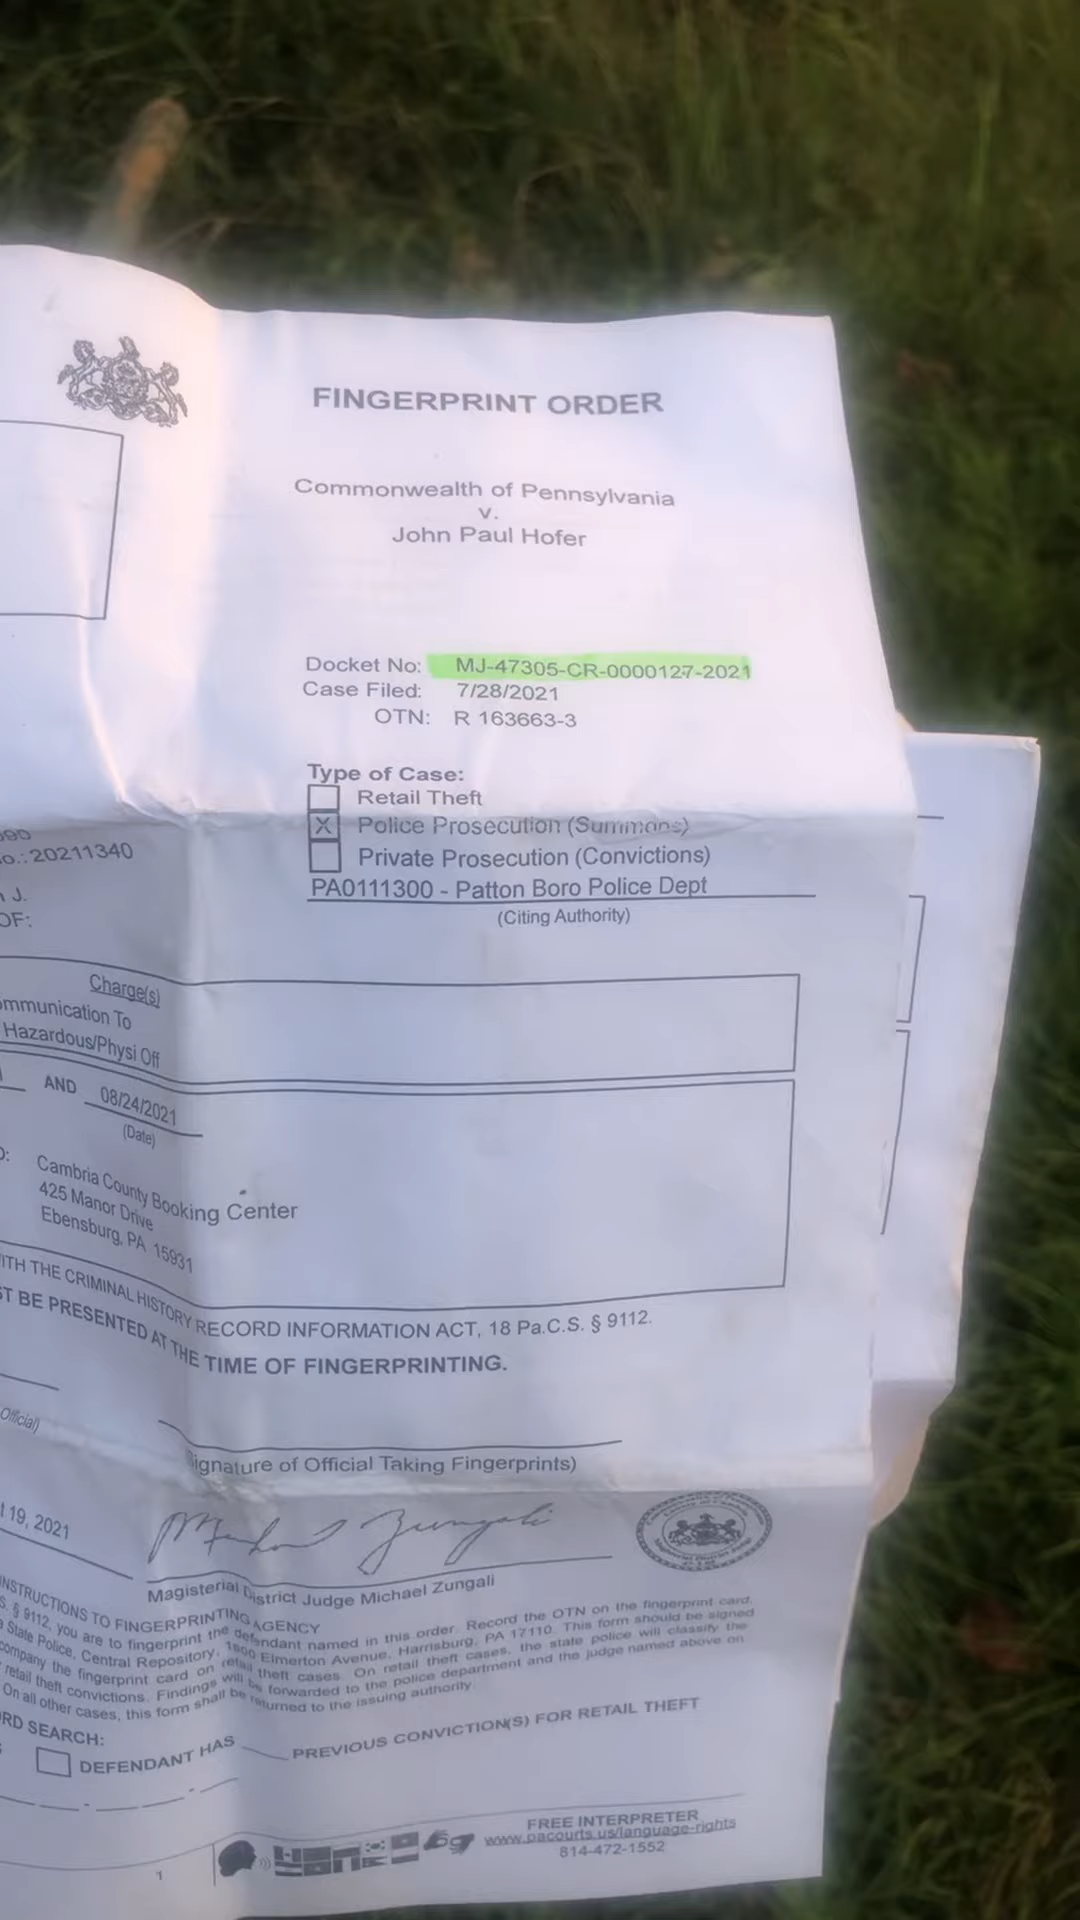 FINGERPRINT ORDER
Commonwealth of Pennsylvania
v.
John Paul Hofer
Docket No: MJ-47305-CR-0000127-2021
Case Filed: 7/28/2021
OTN: R 163663-3
Type of Case:
Retail Theft
X Police Prosecution (Summons)
Private Prosecution (Convictions)
PA0111300 - Patton Boro Police Dept
(Citing Authority)
o.: 20211340
J.
OF:
Charge(s)
mmunication To
Hazardous/Physi Off
AND 08/24/2021
(Date)
Cambria County Booking Center
425 Manor Drive
Ebensburg, PA 15931
ITH THE CRIMINAL HISTORY RECORD INFORMATION ACT, 18 Pa.C.S. § 9112.
ST BE PRESENTED AT THE TIME OF FINGERPRINTING.
Official)
ignature of Official Taking Fingerprints)
t 19, 2021
Michael Zungali
Magisterial District Judge Michael Zungali
INSTRUCTIONS TO FINGERPRINTING AGENCY
S. § 9112, you are to fingerprint the defendant named in this order. Record the OTN on the fingerprint card,
State Police, Central Repository, 1800 Elmerton Avenue, Harrisburg, PA 17110. This form should be signed
company the fingerprint card on retail theft cases. On retail theft cases, the state police will classify the
retail theft convictions. Findings will be forwarded to the police department and the judge named above on
On all other cases, this form shall be returned to the issuing authority.
RD SEARCH:
DEFENDANT HAS PREVIOUS CONVICTION(S) FOR RETAIL THEFT
FREE INTERPRETER
www.pacourts.us/language-rights
814-472-1552
1